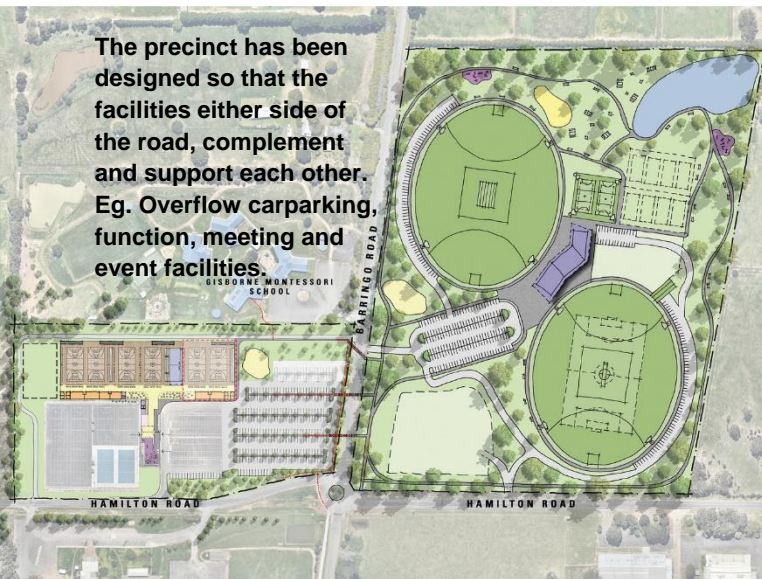 The precinct has been
designed so that the
facilities either side of
the road, complement
and support each other.
Eg. Overflow carparking,
function, meeting and
event facilities.
GISBORNE MONTESSORI
SCHOOL
BARRINGO ROAD
HAMILTON ROAD
HAMILTON ROAD